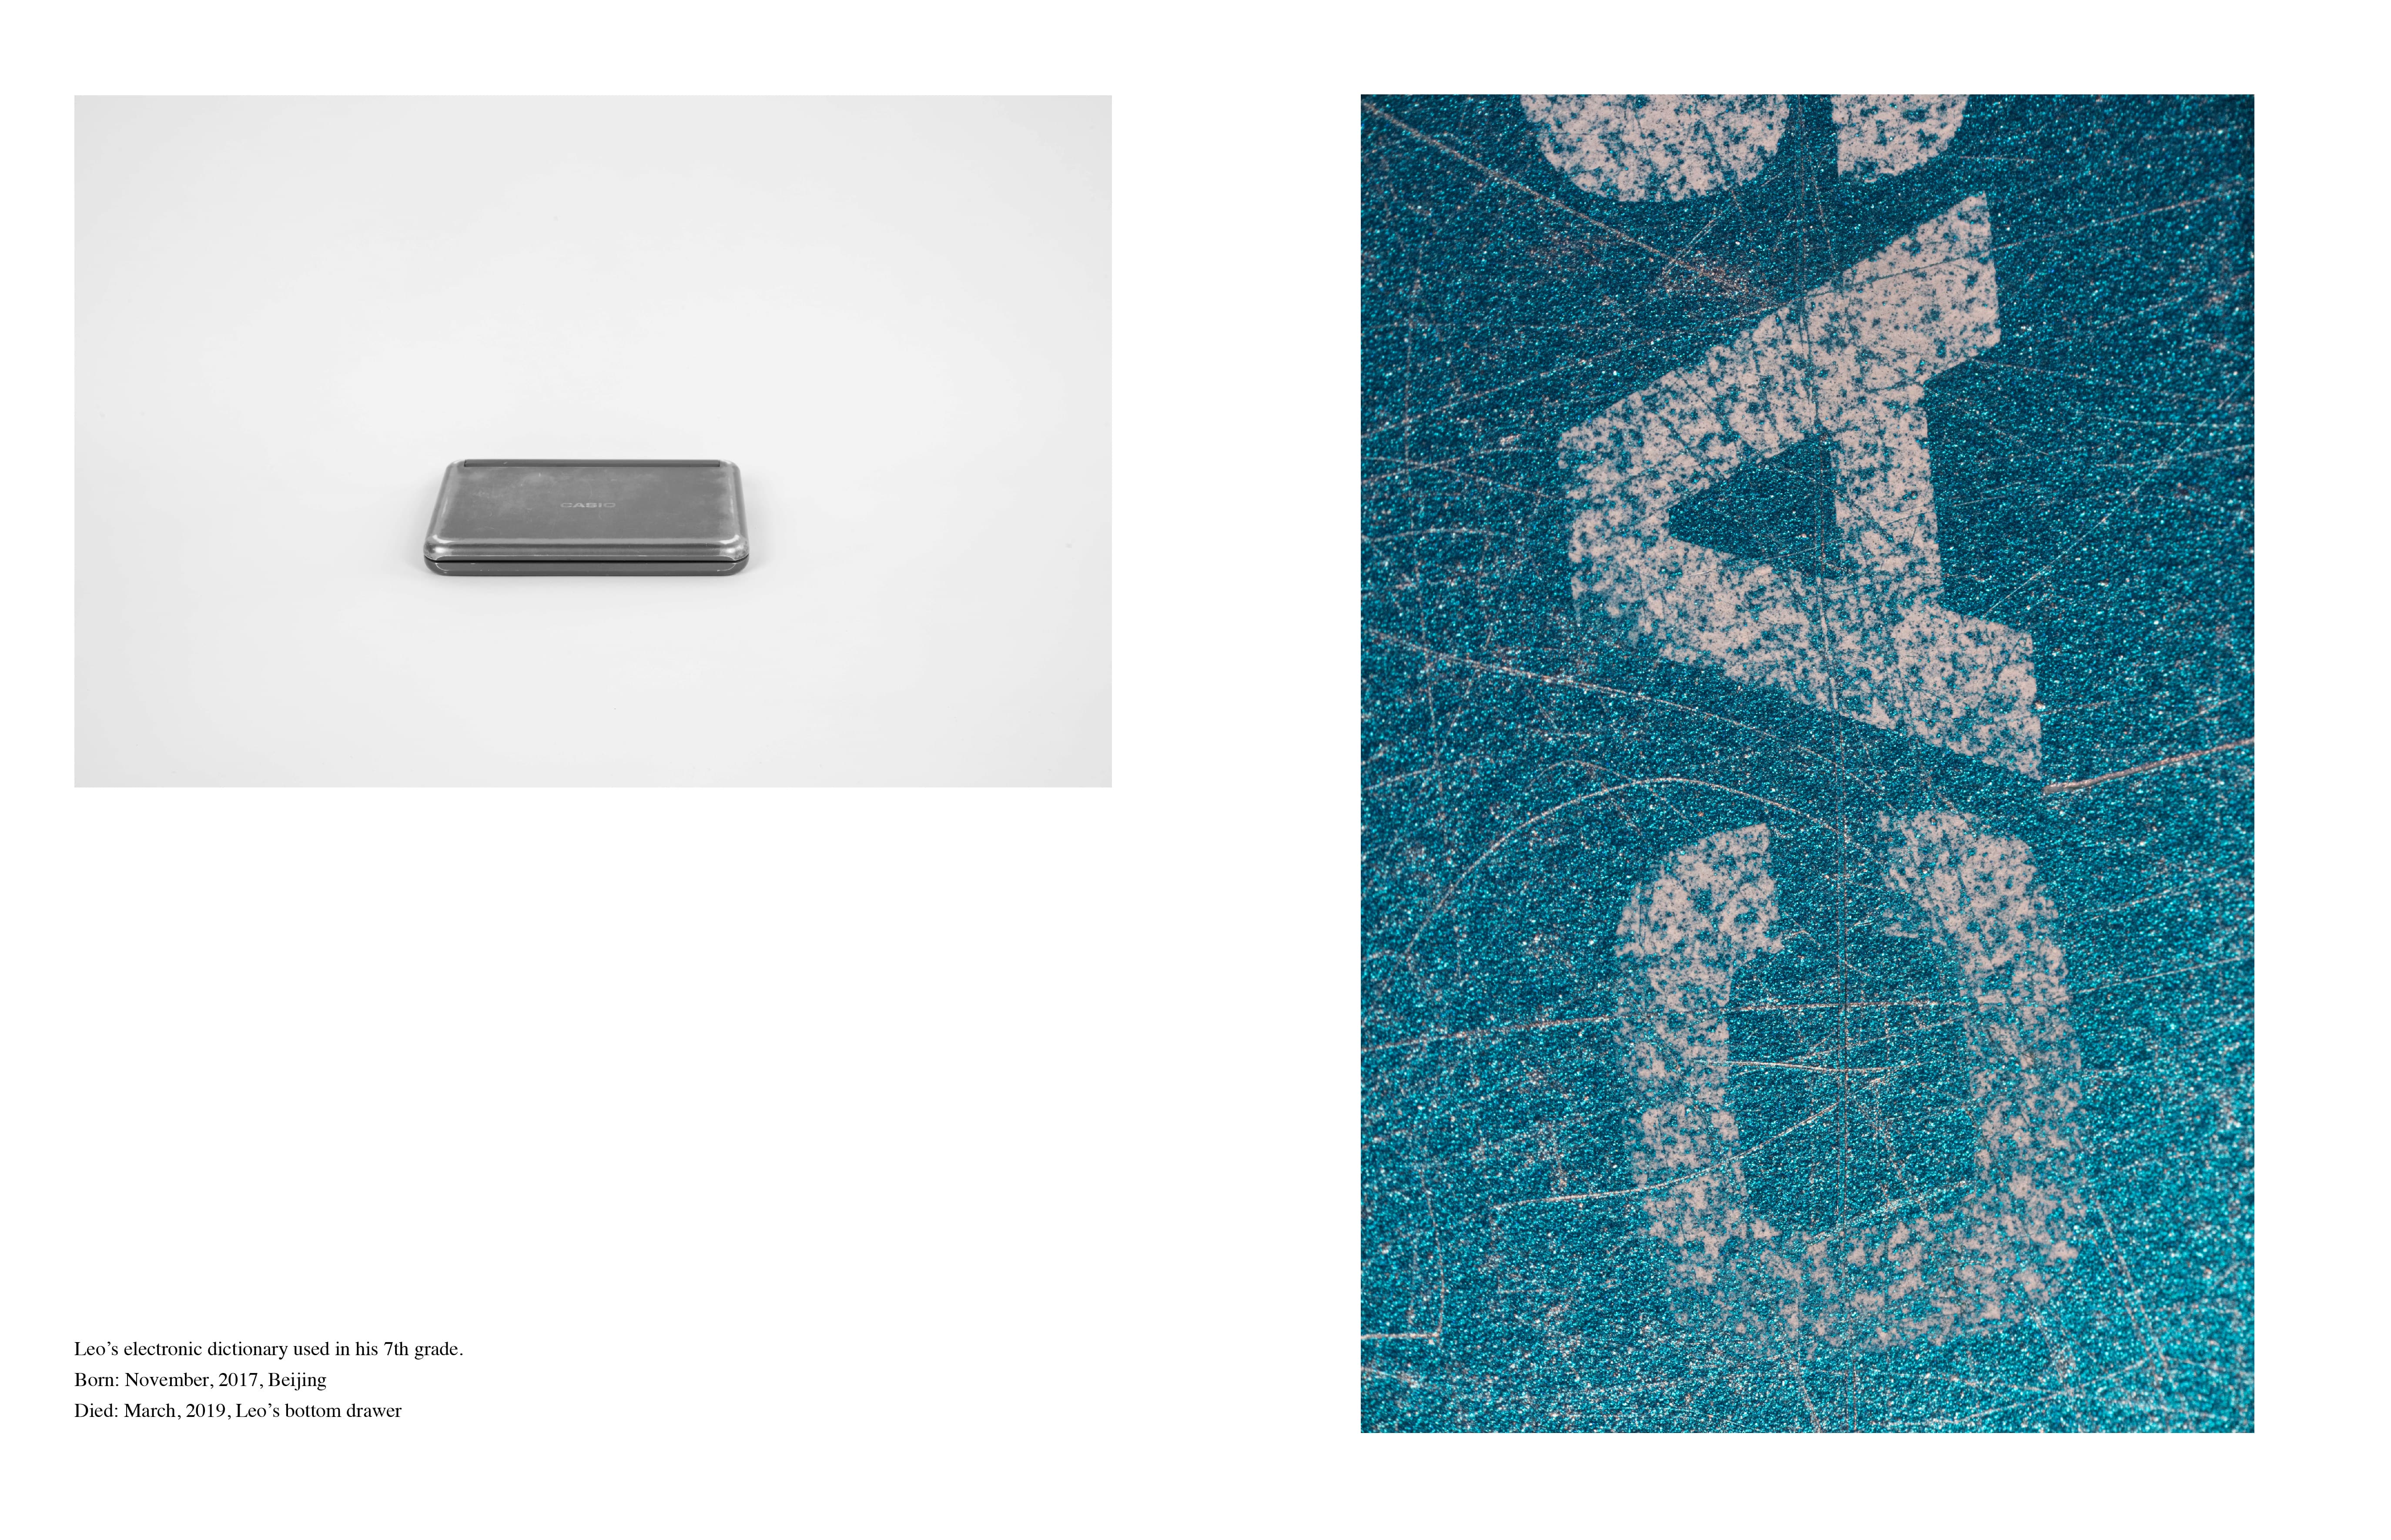 CASIO
Leo’s electronic dictionary used in his 7th grade.
Born: November, 2017, Beijing
Died: March, 2019, Leo’s bottom drawer
CAS